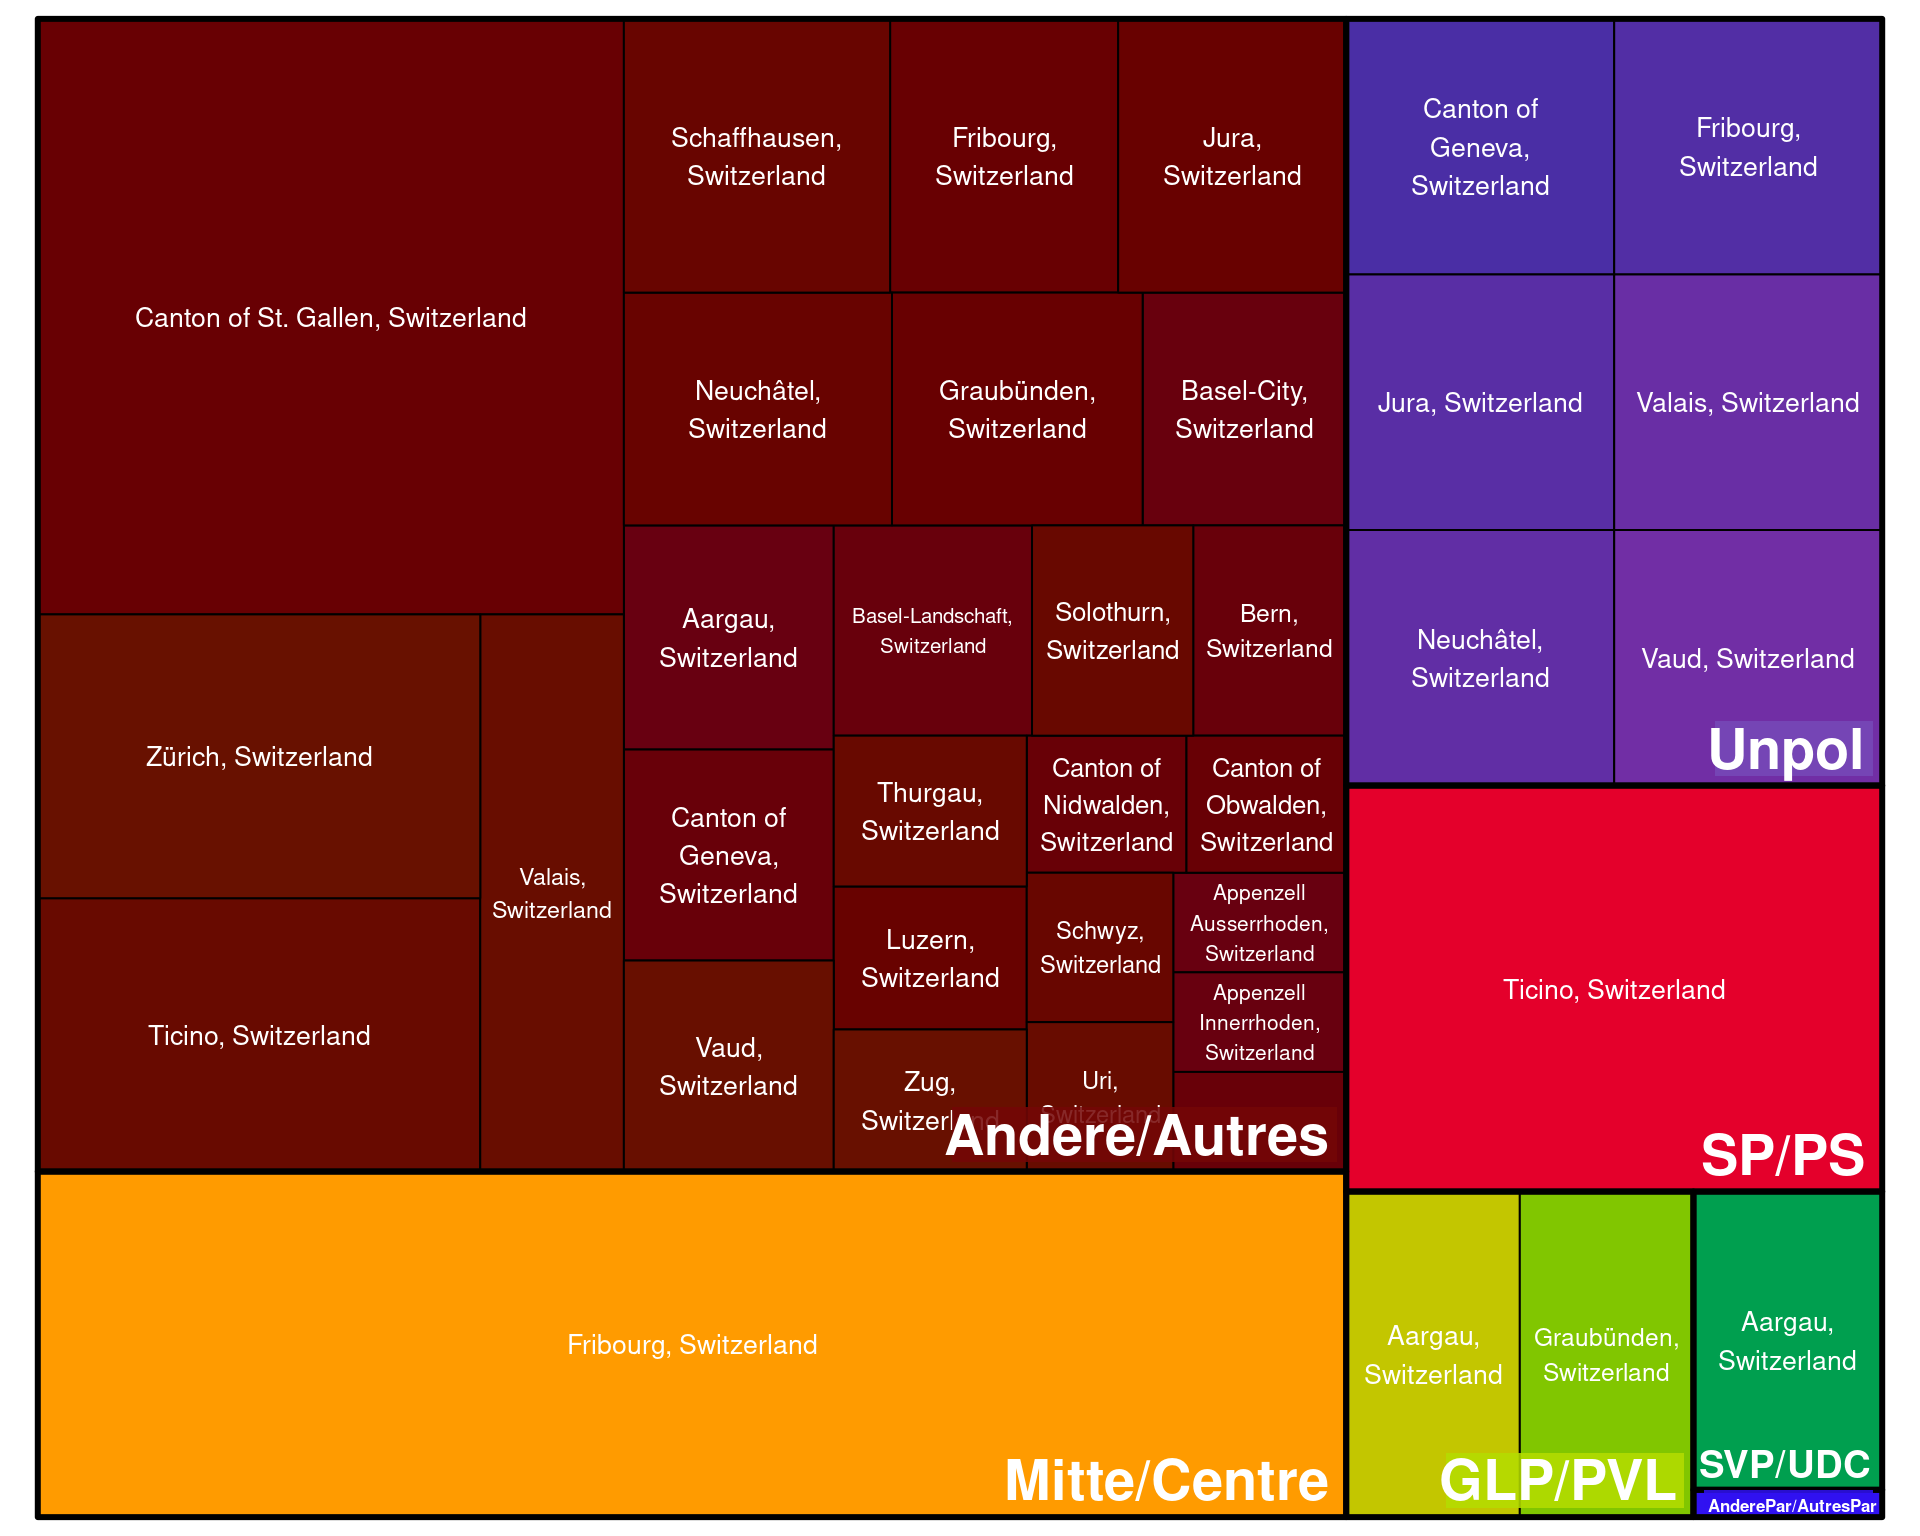 Canton of St. Gallen, Switzerland
Schaffhausen,
Switzerland
Fribourg,
Switzerland
Jura,
Switzerland
Neuchâtel,
Switzerland
Graubünden,
Switzerland
Basel-City,
Switzerland
Zürich, Switzerland
Ticino, Switzerland
Valais,
Switzerland
Aargau,
Switzerland
Basel-Landschaft,
Switzerland
Solothurn,
Switzerland
Bern,
Switzerland
Canton of
Geneva,
Switzerland
Vaud,
Switzerland
Thurgau,
Switzerland
Luzern,
Switzerland
Zug,
Switzerland
Canton of
Nidwalden,
Switzerland
Canton of
Obwalden,
Switzerland
Schwyz,
Switzerland
Uri,
Switzerland
Appenzell
Ausserrhoden,
Switzerland
Appenzell
Innerrhoden,
Switzerland
Andere/Autres
Fribourg, Switzerland
Mitte/Centre
Canton of
Geneva,
Switzerland
Fribourg,
Switzerland
Jura, Switzerland
Valais, Switzerland
Neuchâtel,
Switzerland
Vaud, Switzerland
Unpol
Ticino, Switzerland
SP/PS
Aargau,
Switzerland
Graubünden,
Switzerland
GLP/PVL
Aargau,
Switzerland
SVP/UDC
AnderePar/AutresPar